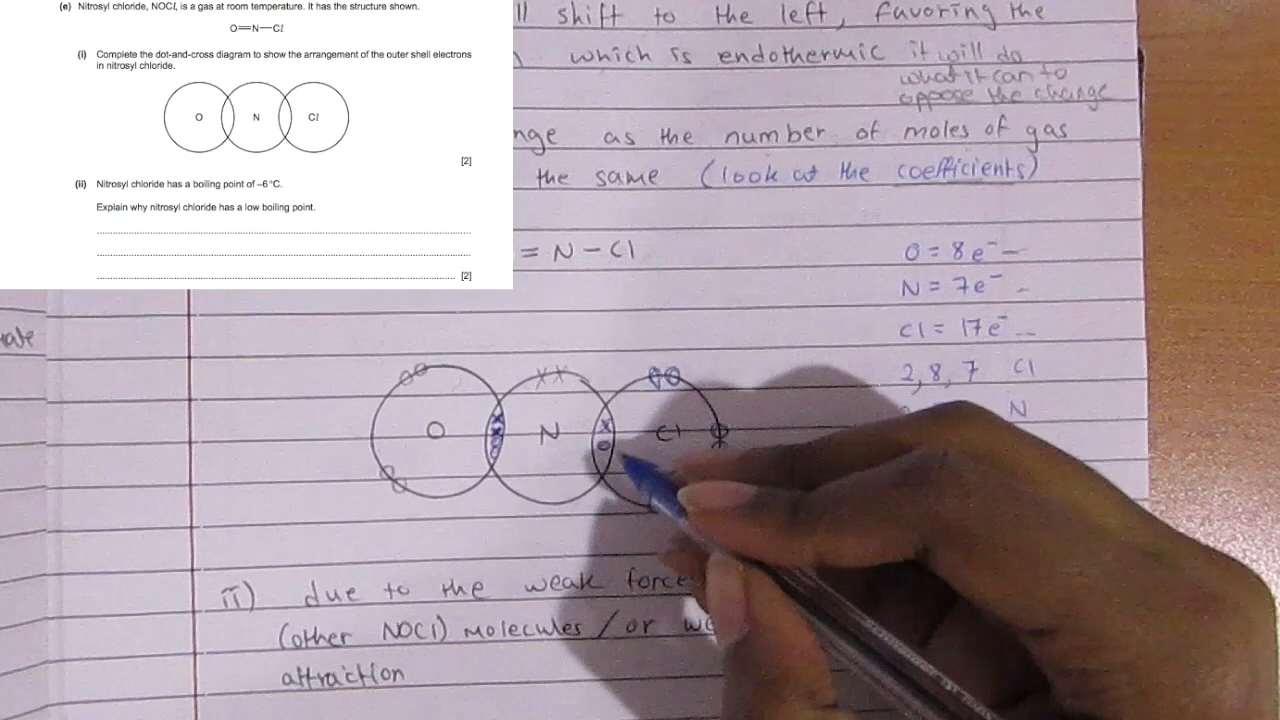 (e) Nitrosyl chloride, NOCl, is a gas at room temperature. It has the structure shown.
O=N—Cl
(i) Complete the dot-and-cross diagram to show the arrangement of the outer shell electrons
in nitrosyl chloride.
O N Cl
[2]
(ii) Nitrosyl chloride has a boiling point of –6°C.
Explain why nitrosyl chloride has a low boiling point.
[2]
ll shift to the left, favoring the
) which is endothermic it will do
what it can to
oppose the change
nge as the number of moles of gas
the same (look at the coefficients)
= N – Cl
O = 8e⁻
N = 7e⁻
Cl = 17e⁻
2,8,7 Cl
N
O N Cl
ii) due to the weak force
(other NOCl) molecules / or we
attraction